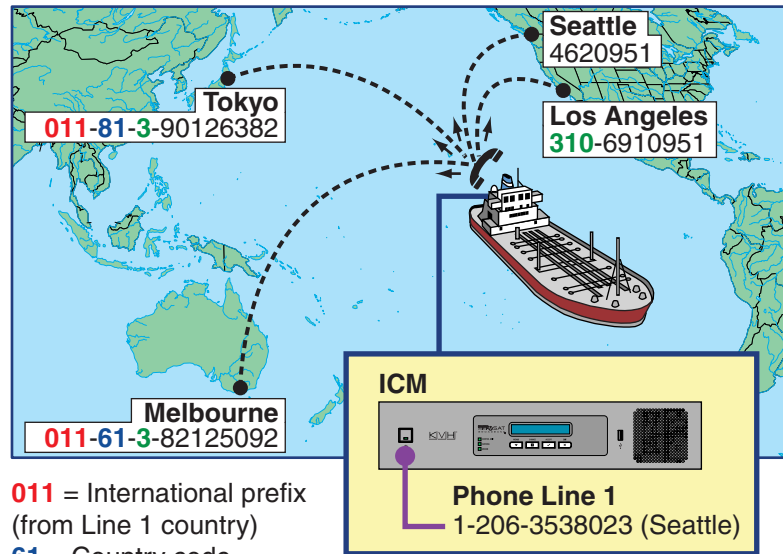 Seattle
4620951
Tokyo
011-81-3-90126382
Los Angeles
310-6910951
Melbourne
011-61-3-82125092
ICM
KVH
Phone Line 1
1-206-3538023 (Seattle)
011 = International prefix
(from Line 1 country)